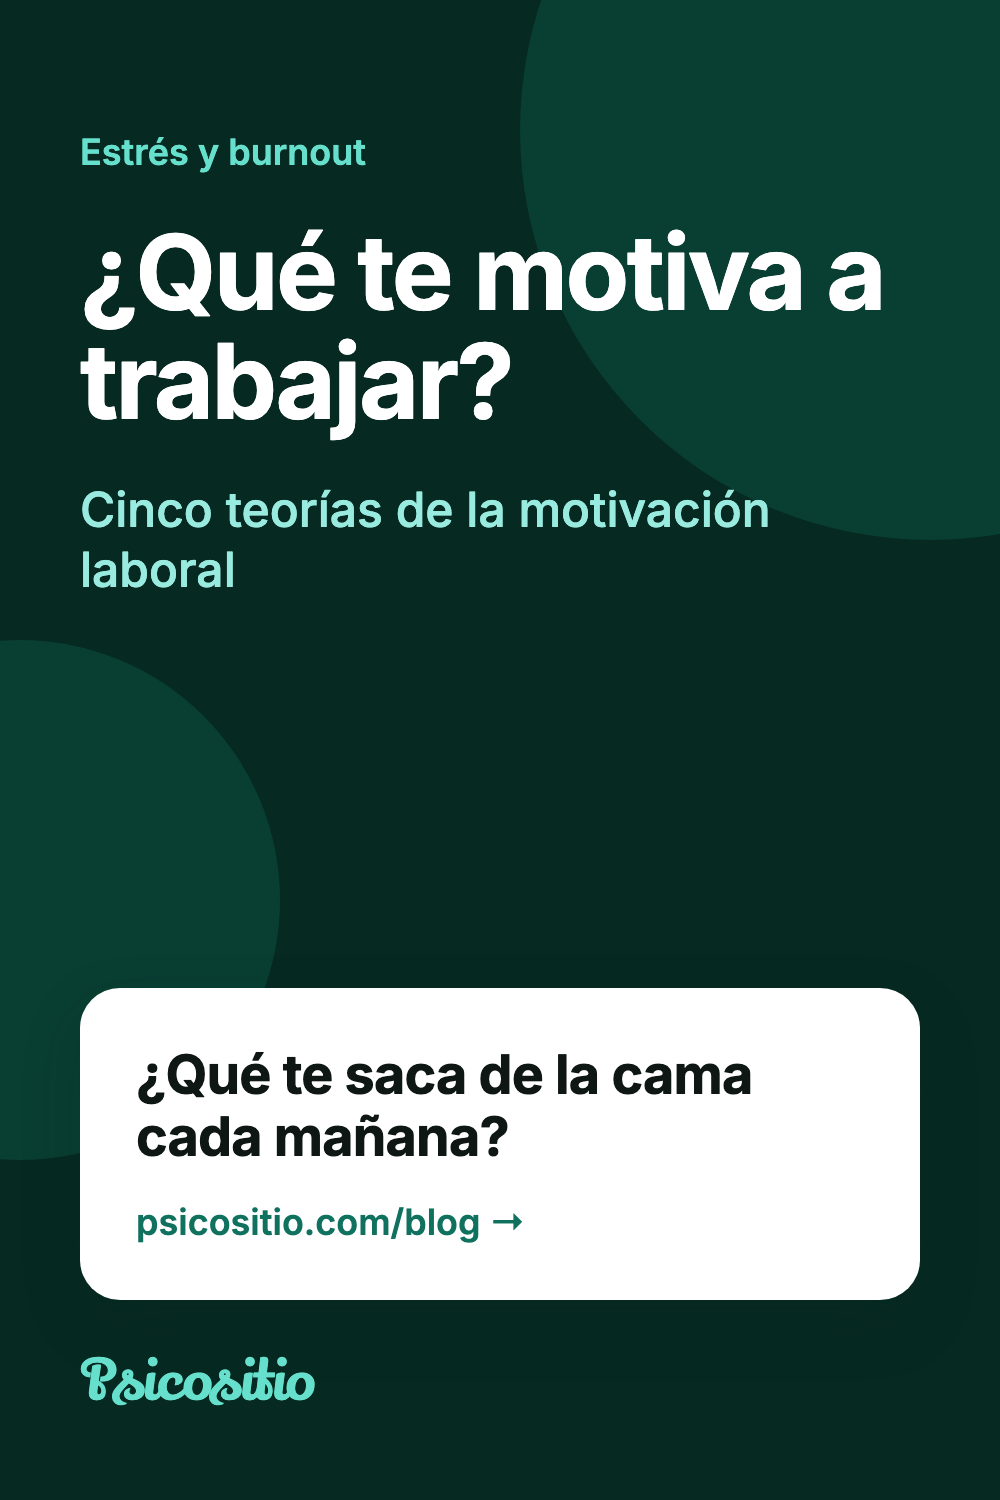 Estrés y burnout
¿Qué te motiva a
trabajar?
Cinco teorías de la motivación
laboral
¿Qué te saca de la cama
cada mañana?
psicositio.com/blog →
Psicositio